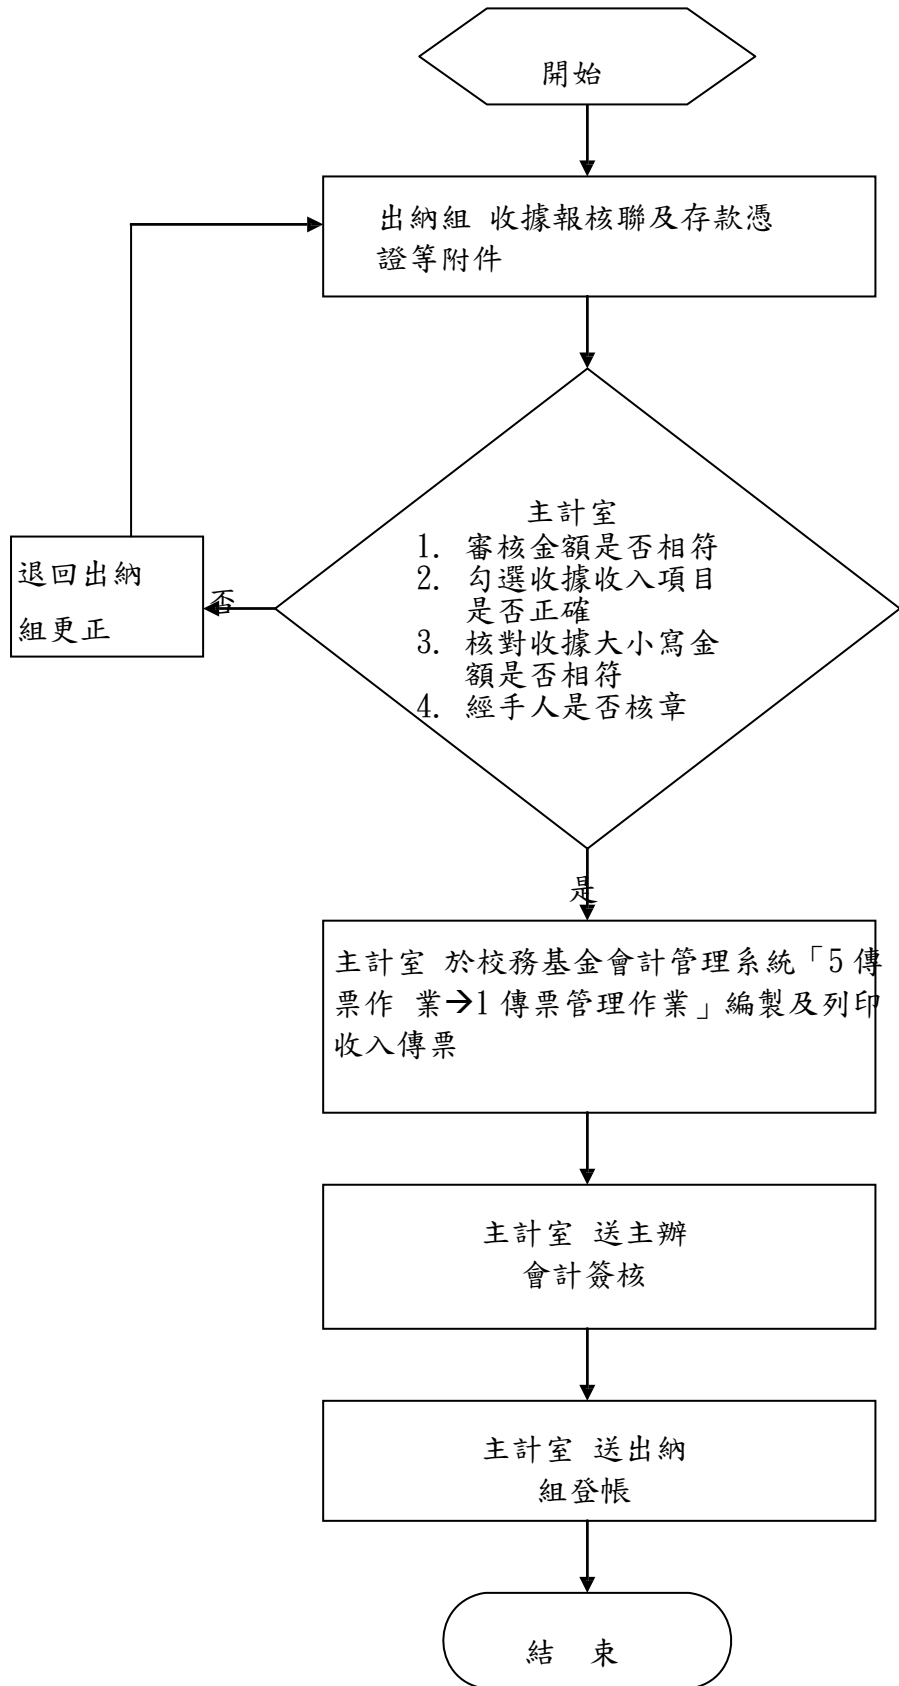 開始
出納組 收據報核聯及存款憑
證等附件
主計室
1. 審核金額是否相符
2. 勾選收據收入項目
是否正確
3. 核對收據大小寫金
額是否相符
4. 經手人是否核章
否
退回出納
組更正
是
主計室 於校務基金會計管理系統「5 傳
票作 業→1 傳票管理作業」編製及列印
收入傳票
主計室 送主辦
會計簽核
主計室 送出納
組登帳
結 束